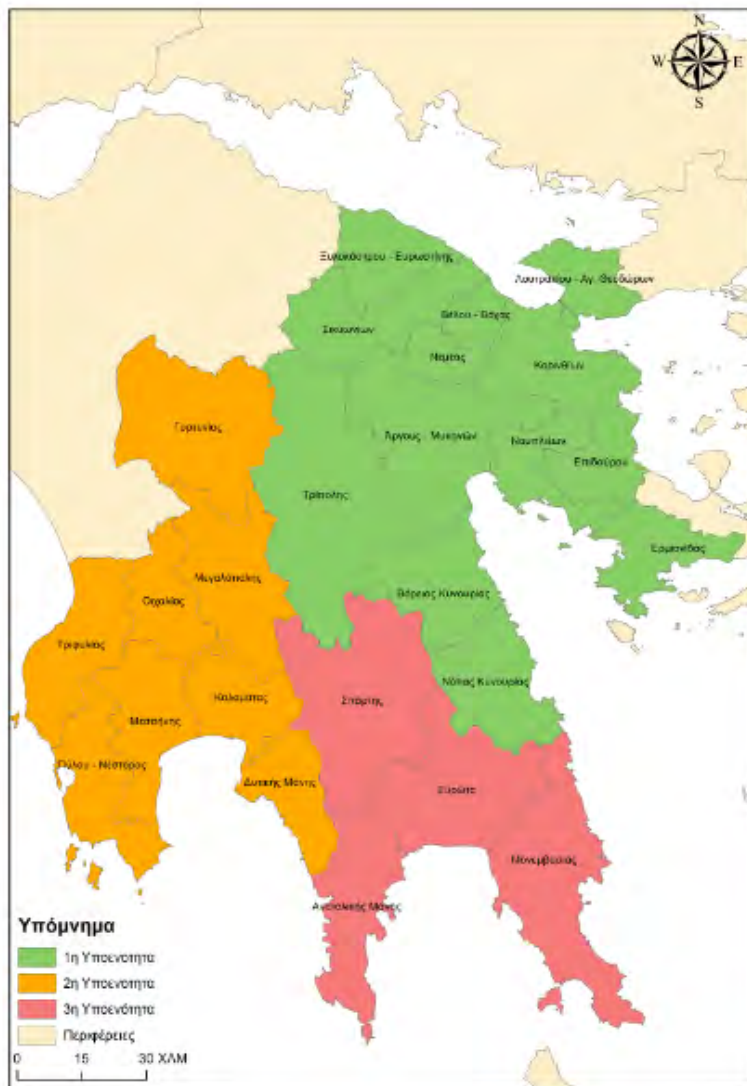 N
W E
S
Ξυλοκάστρου - Ευρωστίνης
Λουτρακίου - Αγ. Θεοδώρων
Σικυωνίων
Βέλου - Βόχας
Νεμέας
Κορινθίων
Γορτυνίας
Άργους - Μυκηνών
Ναυπλιέων
Επιδαύρου
Τρίπολης
Ερμιονίδας
Μεγαλόπολης
Βόρειας Κυνουρίας
Οιχαλίας
Τριφυλίας
Νότιας Κυνουρίας
Καλαμάτας
Σπάρτης
Μεσσήνης
Πύλου - Νέστορος
Δυτικής Μάνης
Ευρώτα
Μονεμβασιάς
Ανατολικής Μάνης
Υπόμνημα
1η Υποενότητα
2η Υποενότητα
3η Υποενότητα
Περιφέρειες
0 15 30 ΧΛΜ